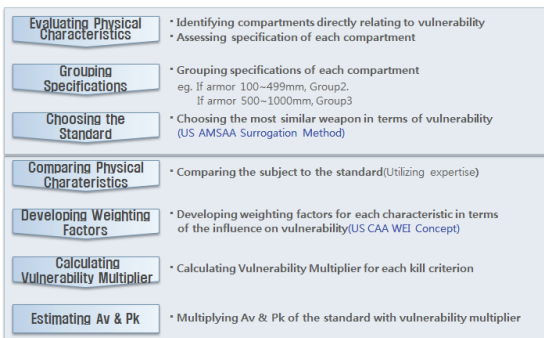 Evaluating Physical
Characteristics
• Identifying compartments directly relating to vulnerability
• Assessing specification of each compartment
Grouping
Specifications
• Grouping specifications of each compartment
eg. If armor 100~499mm, Group2.
If armor 500~1000mm, Group3
Choosing the
Standard
• Choosing the most similar weapon in terms of vulnerability
(US AMSAA Surrogation Method)
Comparing Physical
Charateristics
• Comparing the subject to the standard(Utilizing expertise)
Developing Weighting
Factors
• Developing weighting factors for each characteristic in terms
of the influence on vulnerability(US CAA WEI Concept)
Calculating
Vulnerability Multiplier
• Calculating Vulnerability Multiplier for each kill criterion
Estimating Av & Pk
• Multiplying Av & Pk of the standard with vulnerability multiplier